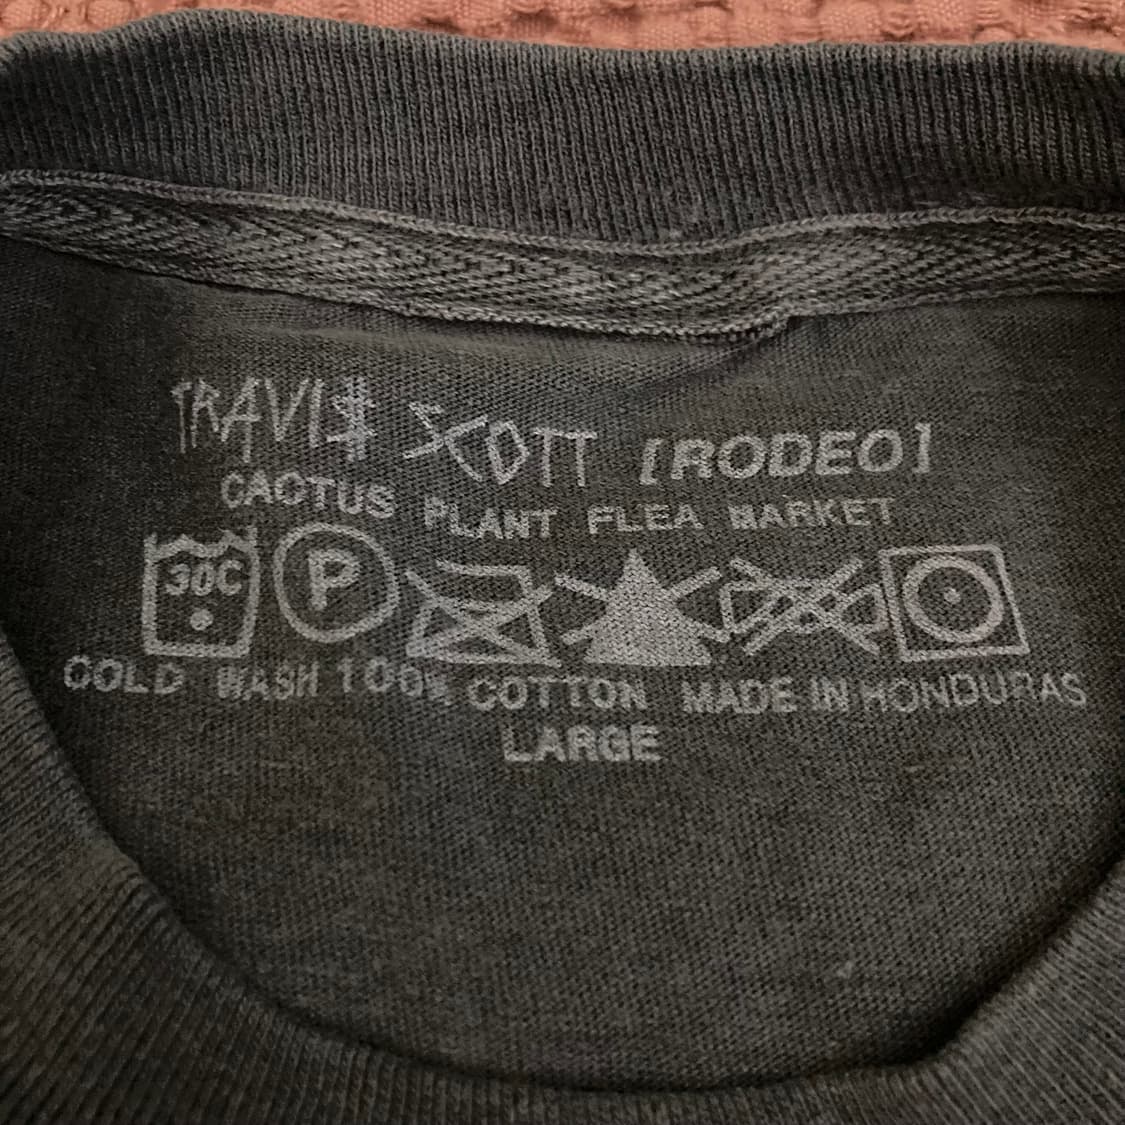 TRAVI$ SCOTT [RODEO]
CACTUS PLANT FLEA MARKET
30C P
COLD WASH 100% COTTON MADE IN HONDURAS
LARGE